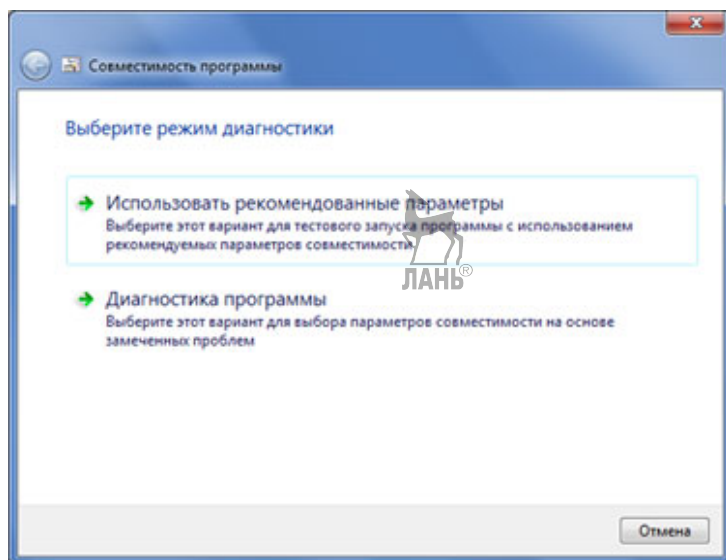 Совместимость программы
Выберите режим диагностики
Использовать рекомендованные параметры
Выберите этот вариант для тестового запуска программы с использованием
рекомендуемых параметров совместимости
ЛАНЬ®
Диагностика программы
Выберите этот вариант для выбора параметров совместимости на основе
замеченных проблем
Отмена